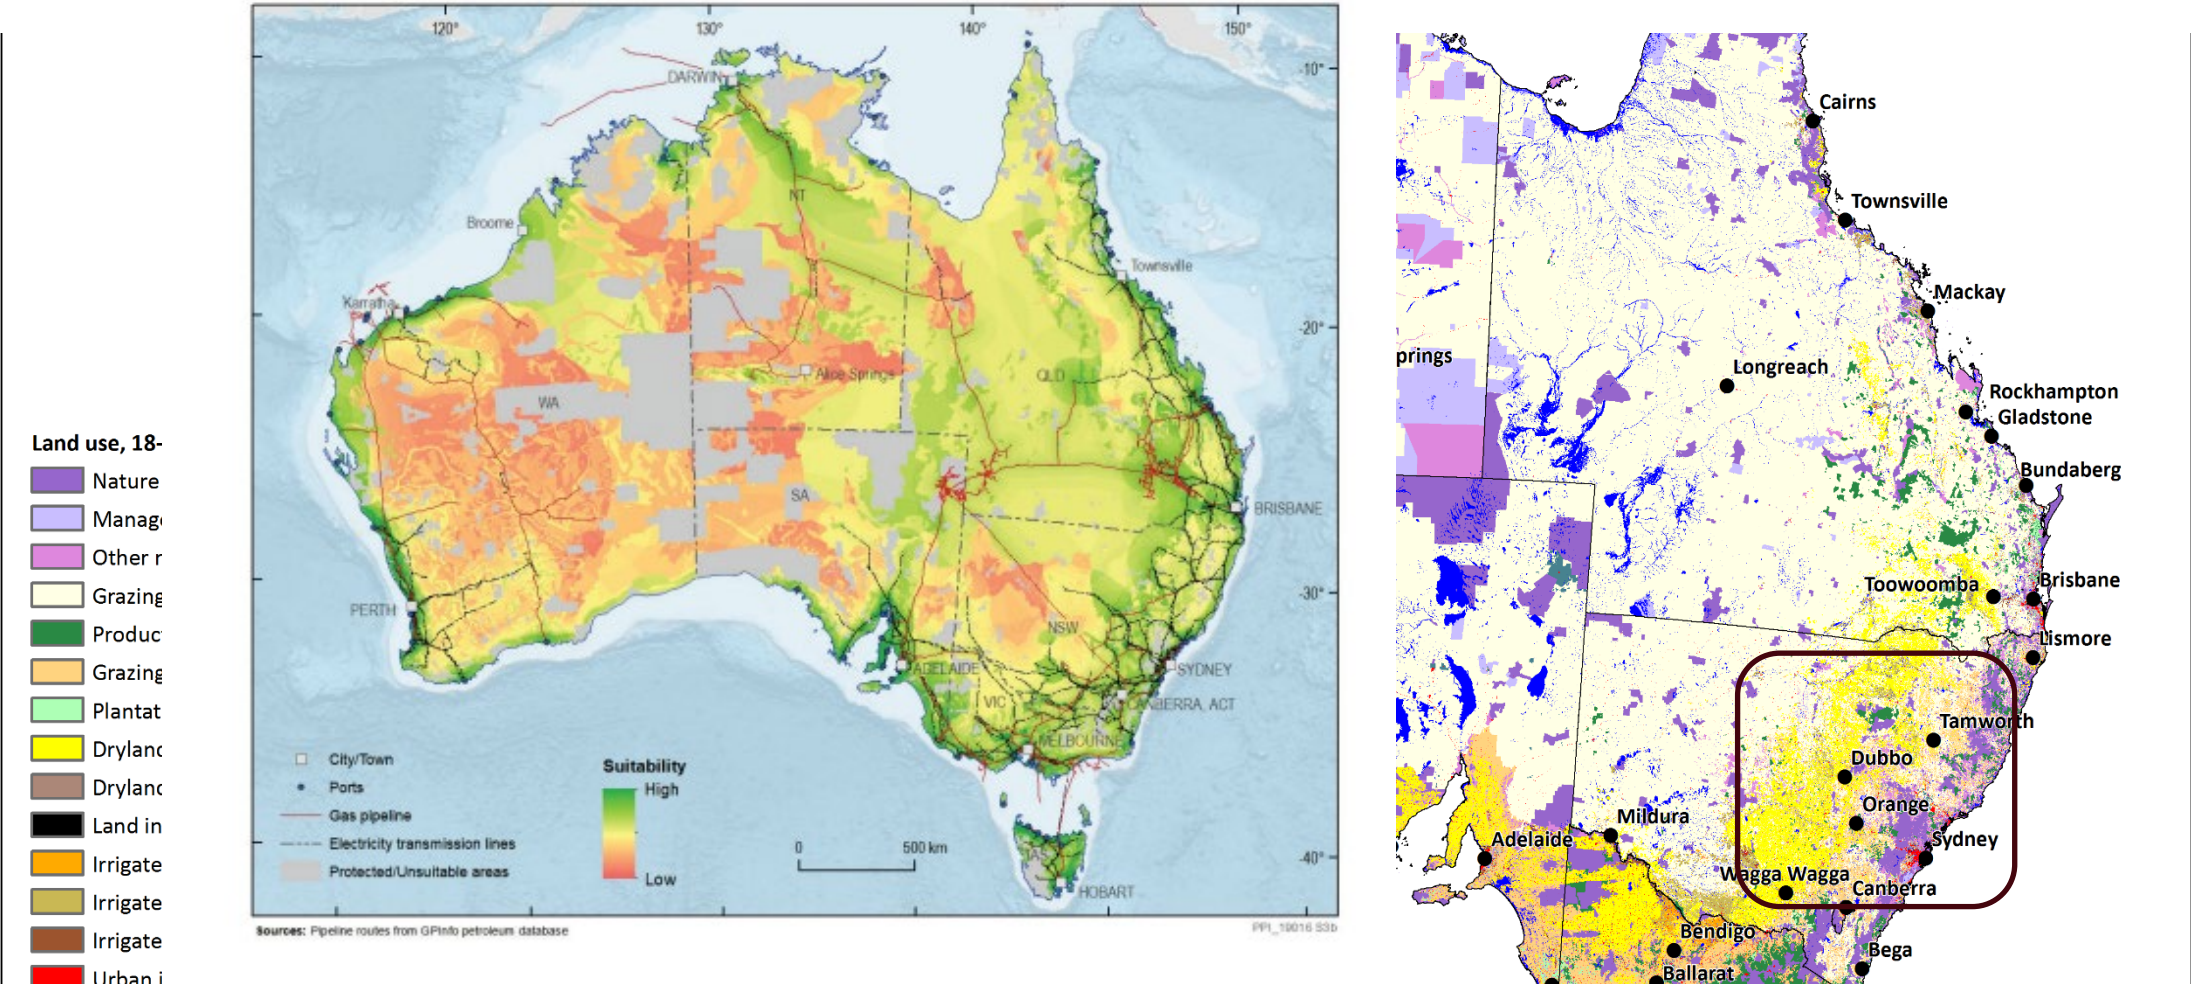 Land use, 18-
Nature
Manag
Other r
Grazing
Produc
Grazing
Plantat
Dryland
Dryland
Land in
Irrigate
Irrigate
Irrigate
Urban i
120°
130°
140°
150°
-10°
-20°
-30°
-40°
DARWIN
Broome
NT
Karratha
Townsville
Alice Springs
QLD
WA
SA
BRISBANE
PERTH
NSW
ADELAIDE
SYDNEY
VIC
CANBERRA, ACT
MELBOURNE
HOBART
City/Town
Ports
Gas pipeline
Electricity transmission lines
Protected/Unsuitable areas
Suitability
High
Low
0 500 km
Sources: Pipeline routes from GPinfo petroleum database
PPI_19016 S3b
Cairns
Townsville
Mackay
prings
Longreach
Rockhampton
Gladstone
Bundaberg
Toowoomba
Brisbane
Lismore
Tamworth
Dubbo
Orange
Mildura
Adelaide
Sydney
Wagga Wagga
Canberra
Bendigo
Bega
Ballarat